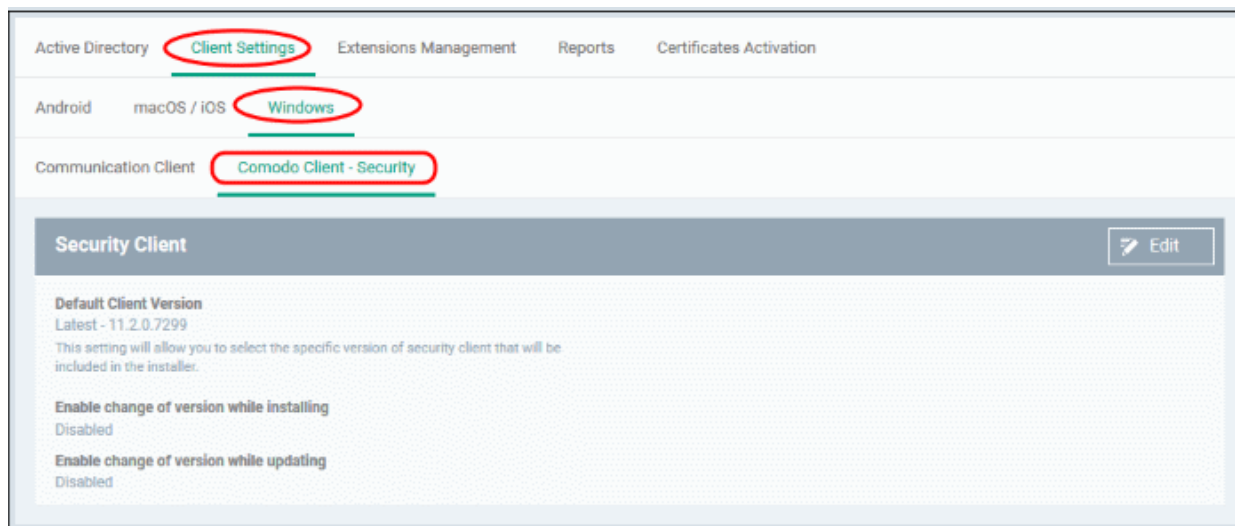 Active Directory Client Settings Extensions Management Reports Certificates Activation
Android macOS / iOS Windows
Communication Client Comodo Client - Security
Security Client Edit
Default Client Version
Latest - 11.2.0.7299
This setting will allow you to select the specific version of security client that will be
included in the installer.
Enable change of version while installing
Disabled
Enable change of version while updating
Disabled